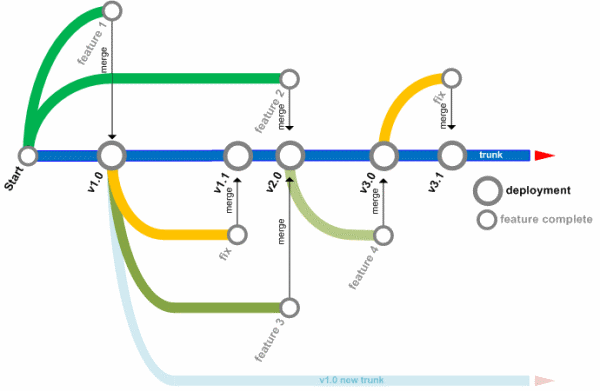 feature 1
merge
feature 2
merge
fix
merge
trunk
Start
v1.0
v1.1
v2.0
v3.0
v3.1
deployment
feature complete
merge
fix
merge
feature 3
merge
feature 4
v1.0 new trunk